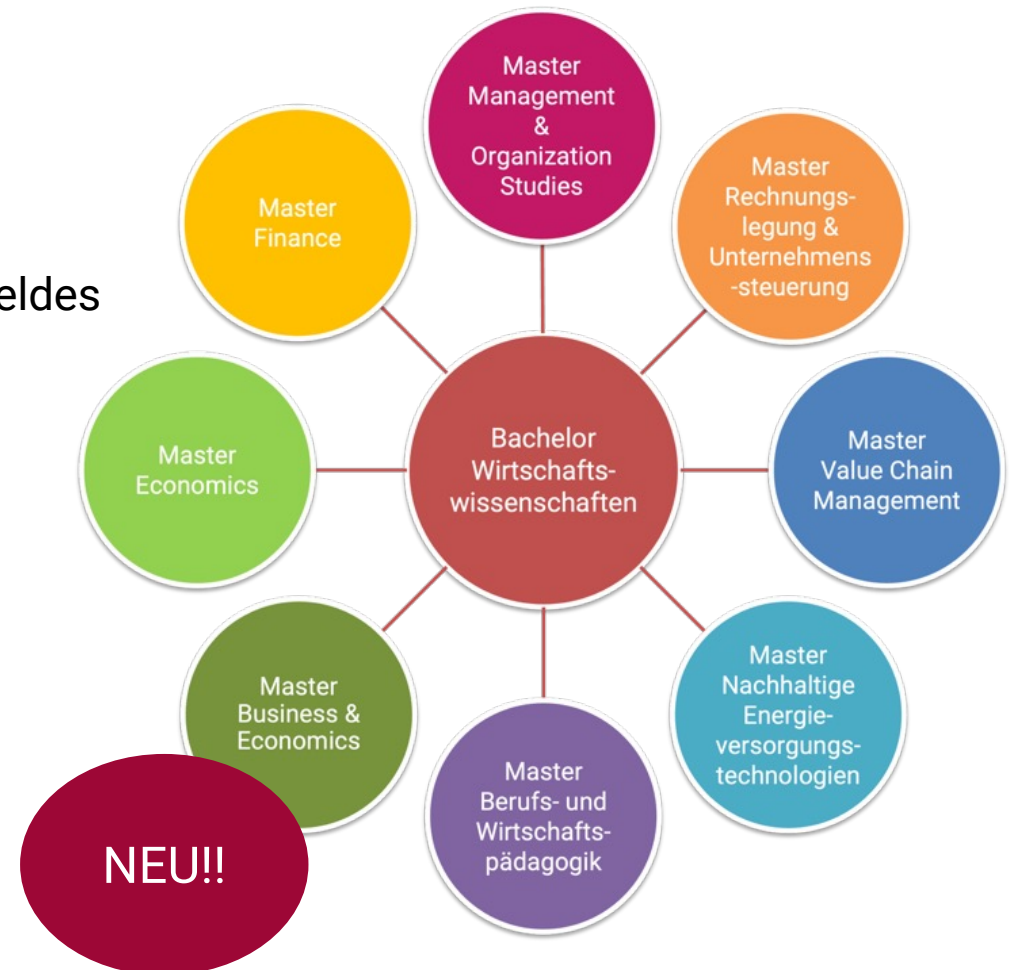 Master
Management
&
Organization
Studies
Master
Finance
Master
Rechnungs-
legung &
Unternehmens
-steuerung
eldes
Master
Economics
Bachelor
Wirtschafts-
wissenschaften
Master
Value Chain
Management
Master
Business &
Economics
Master
Nachhaltige
Energie-
versorgungs-
technologien
Master
Berufs- und
Wirtschafts-
pädagogik
NEU!!